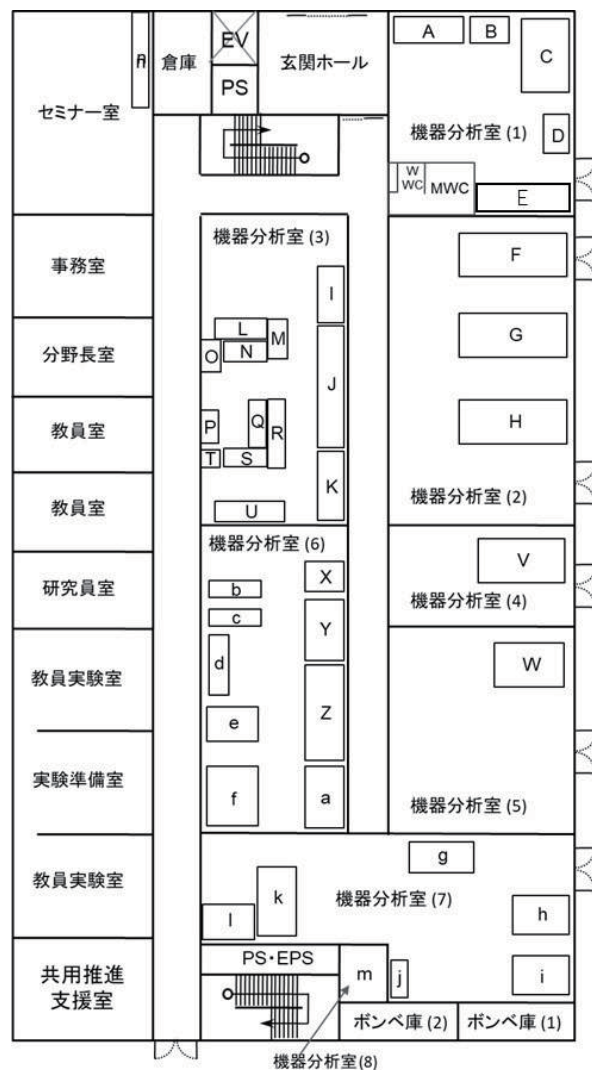 A
B
C
D
E
機器分析室 (1)
n
セミナー室
倉庫
EV
PS
玄関ホール
W
WC
MWC
事務室
分野長室
教員室
教員室
研究員室
教員実験室
実験準備室
教員実験室
共用推進
支援室
機器分析室 (3)
I
J
K
L
M
N
O
P
Q
R
S
T
U
F
G
H
機器分析室 (2)
V
機器分析室 (4)
W
機器分析室 (5)
機器分析室 (6)
X
Y
Z
a
b
c
d
e
f
g
機器分析室 (7)
h
i
j
k
l
m
PS・EPS
ボンベ庫 (2)
ボンベ庫 (1)
機器分析室(8)